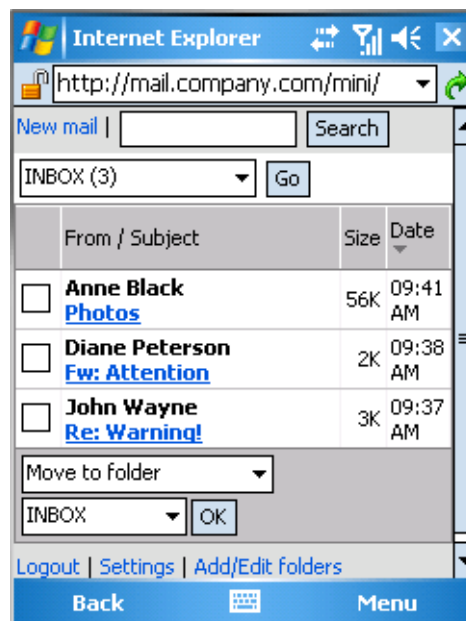 Internet Explorer
http://mail.company.com/mini/
New mail | Search
INBOX (3) Go
From / Subject Size Date
Anne Black 56K 09:41 AM
Photos
Diane Peterson 2K 09:38 AM
Fw: Attention
John Wayne 3K 09:37 AM
Re: Warning!
Move to folder
INBOX OK
Logout | Settings | Add/Edit folders
Back Menu